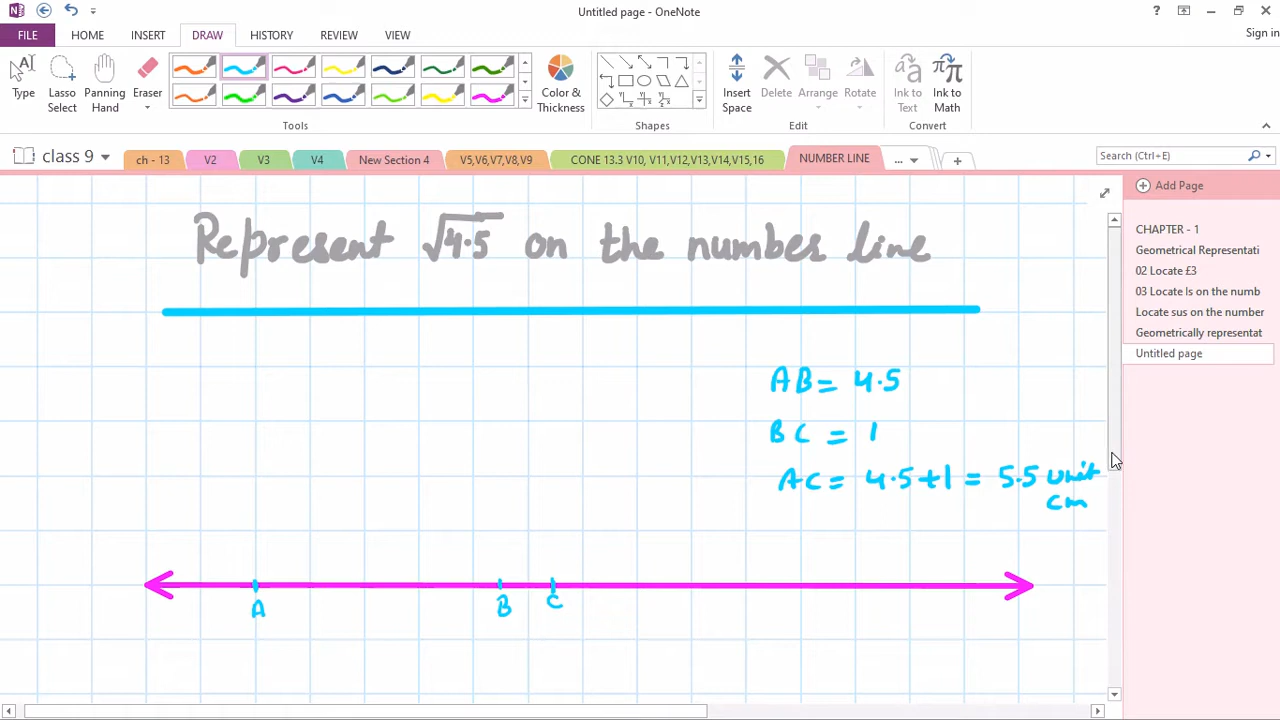 Untitled page - OneNote
?
Sign in
FILE HOME INSERT DRAW HISTORY REVIEW VIEW
Type
Lasso Select
Panning Hand
Eraser
Color & Thickness
Insert Space
Delete
Arrange
Rotate
Ink to Text
Ink to Math
Tools
Shapes
Edit
Convert
class 9
ch - 13
V2
V3
V4
New Section 4
V5,V6,V7,V8,V9
CONE 13.3 V10, V11,V12,V13,V14,V15,16
NUMBER LINE
...
Search (Ctrl+E)
Add Page
CHAPTER - 1
Geometrical Representati
02 Locate £3
03 Locate ls on the numb
Locate sus on the number
Geometrically representat
Untitled page
Represent √4.5 on the number line
AB = 4.5
BC = 1
AC = 4.5+1 = 5.5 unit
cm
A B C